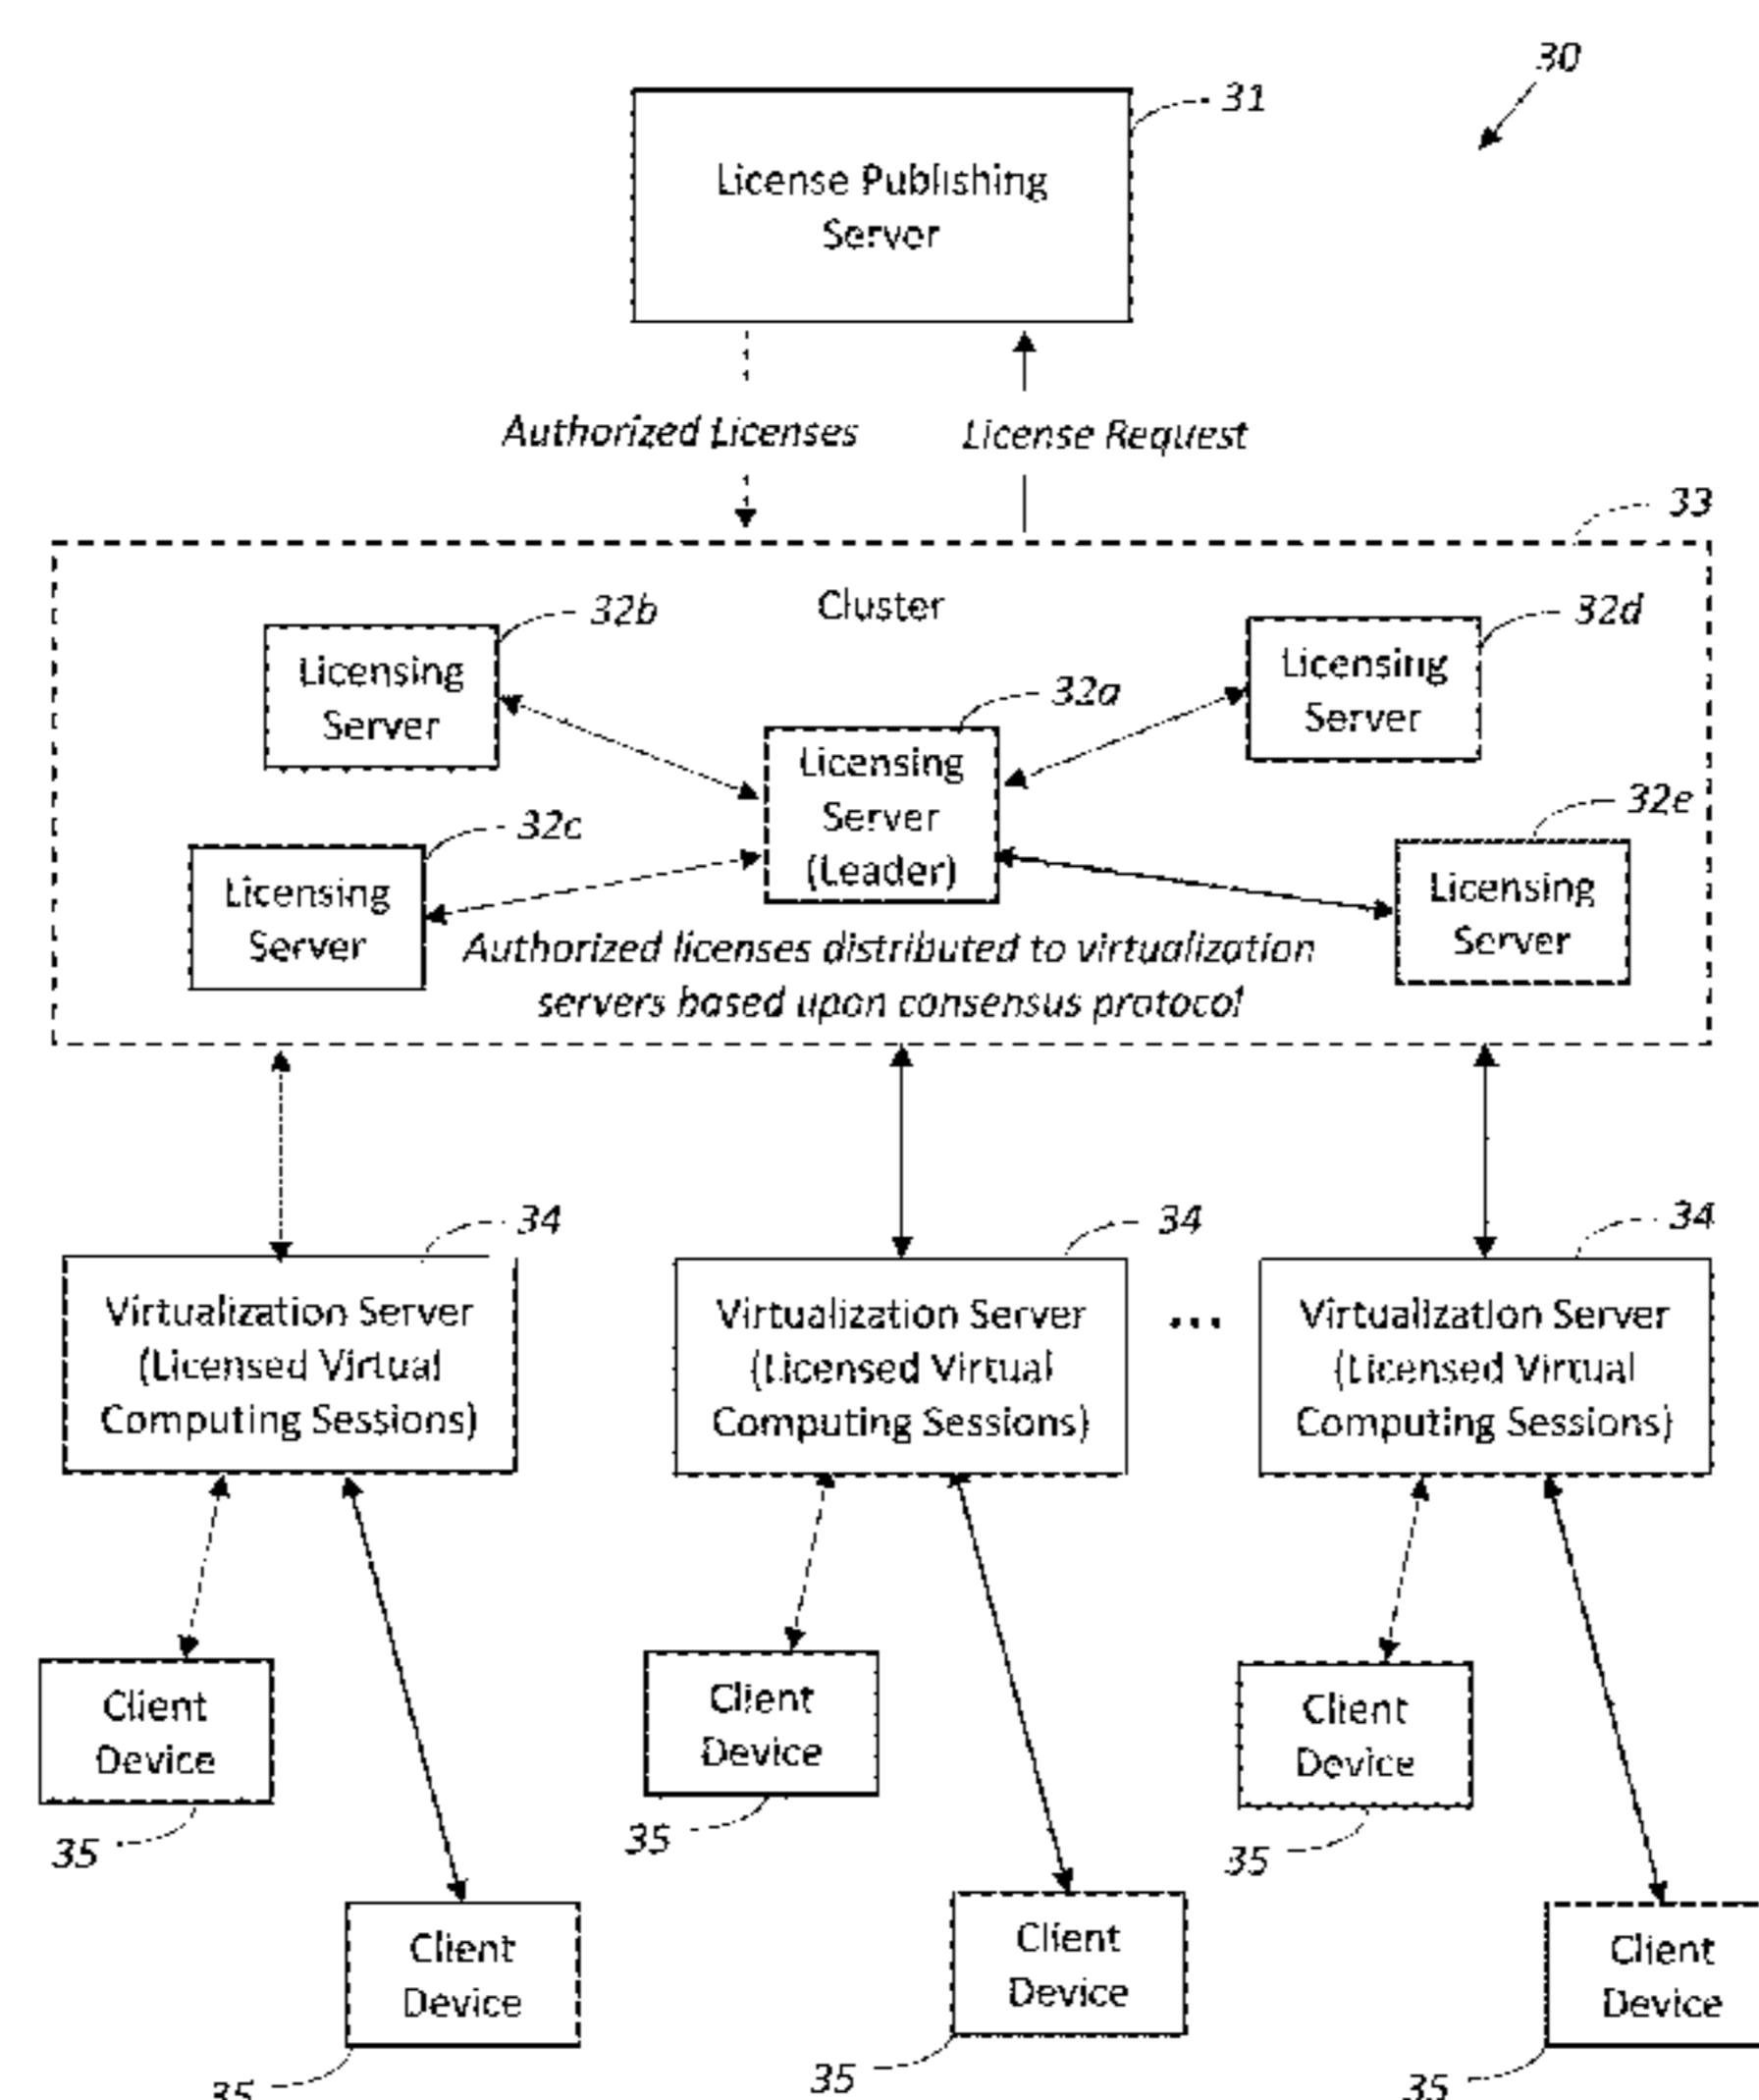 30
31
License Publishing
Server
Authorized Licenses
License Request
33
Cluster
32b
Licensing
Server
32d
Licensing
Server
32a
Licensing
Server
(Leader)
32c
Licensing
Server
32e
Licensing
Server
Authorized licenses distributed to virtualization
servers based upon consensus protocol
34
Virtualization Server
(Licensed Virtual
Computing Sessions)
34
Virtualization Server
(Licensed Virtual
Computing Sessions)
...
34
Virtualization Server
(Licensed Virtual
Computing Sessions)
Client
Device
35
Client
Device
35
Client
Device
35
Client
Device
35
Client
Device
35
Client
Device
35